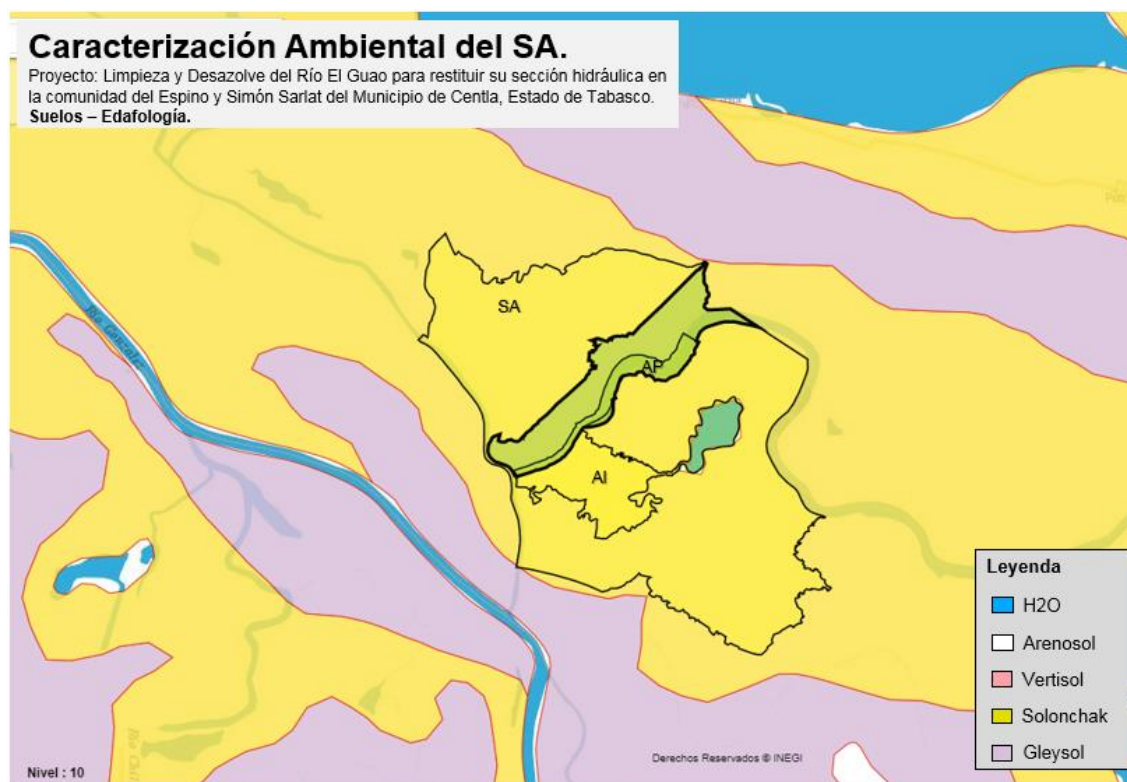 Caracterización Ambiental del SA.
Proyecto: Limpieza y Desazolve del Río El Guao para restituir su sección hidráulica en
la comunidad del Espino y Simón Sarlat del Municipio de Centla, Estado de Tabasco.
Suelos – Edafología.
SA
Río González
AP
AI
Leyenda
H2O
Arenosol
Vertisol
Solonchak
Gleysol
Derechos Reservados © INEGI
Nivel : 10